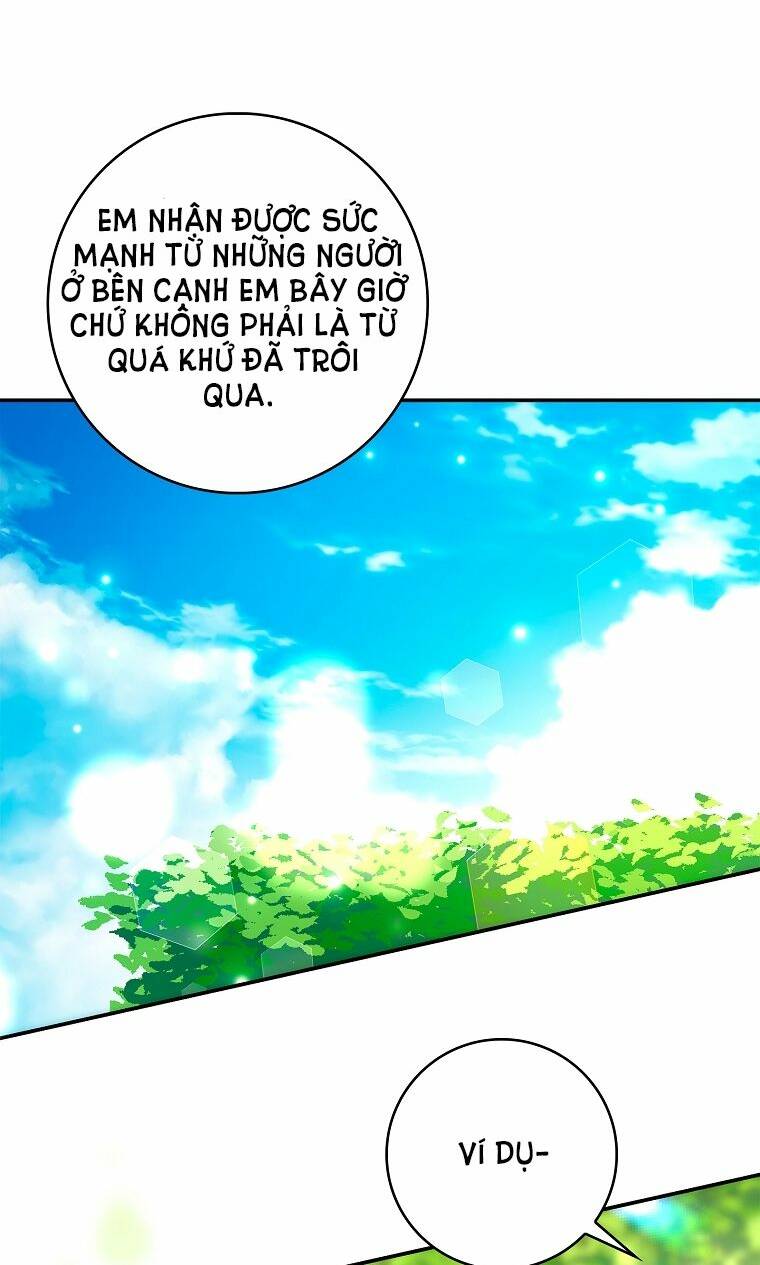 EM NHẬN ĐƯỢC SỨC
MẠNH TỪ NHỮNG NGƯỜI
Ở BÊN CẠNH EM BÂY GIỜ
CHỨ KHÔNG PHẢI LÀ TỪ
QUÁ KHỨ ĐÃ TRÔI
QUA.
VÍ DỤ-